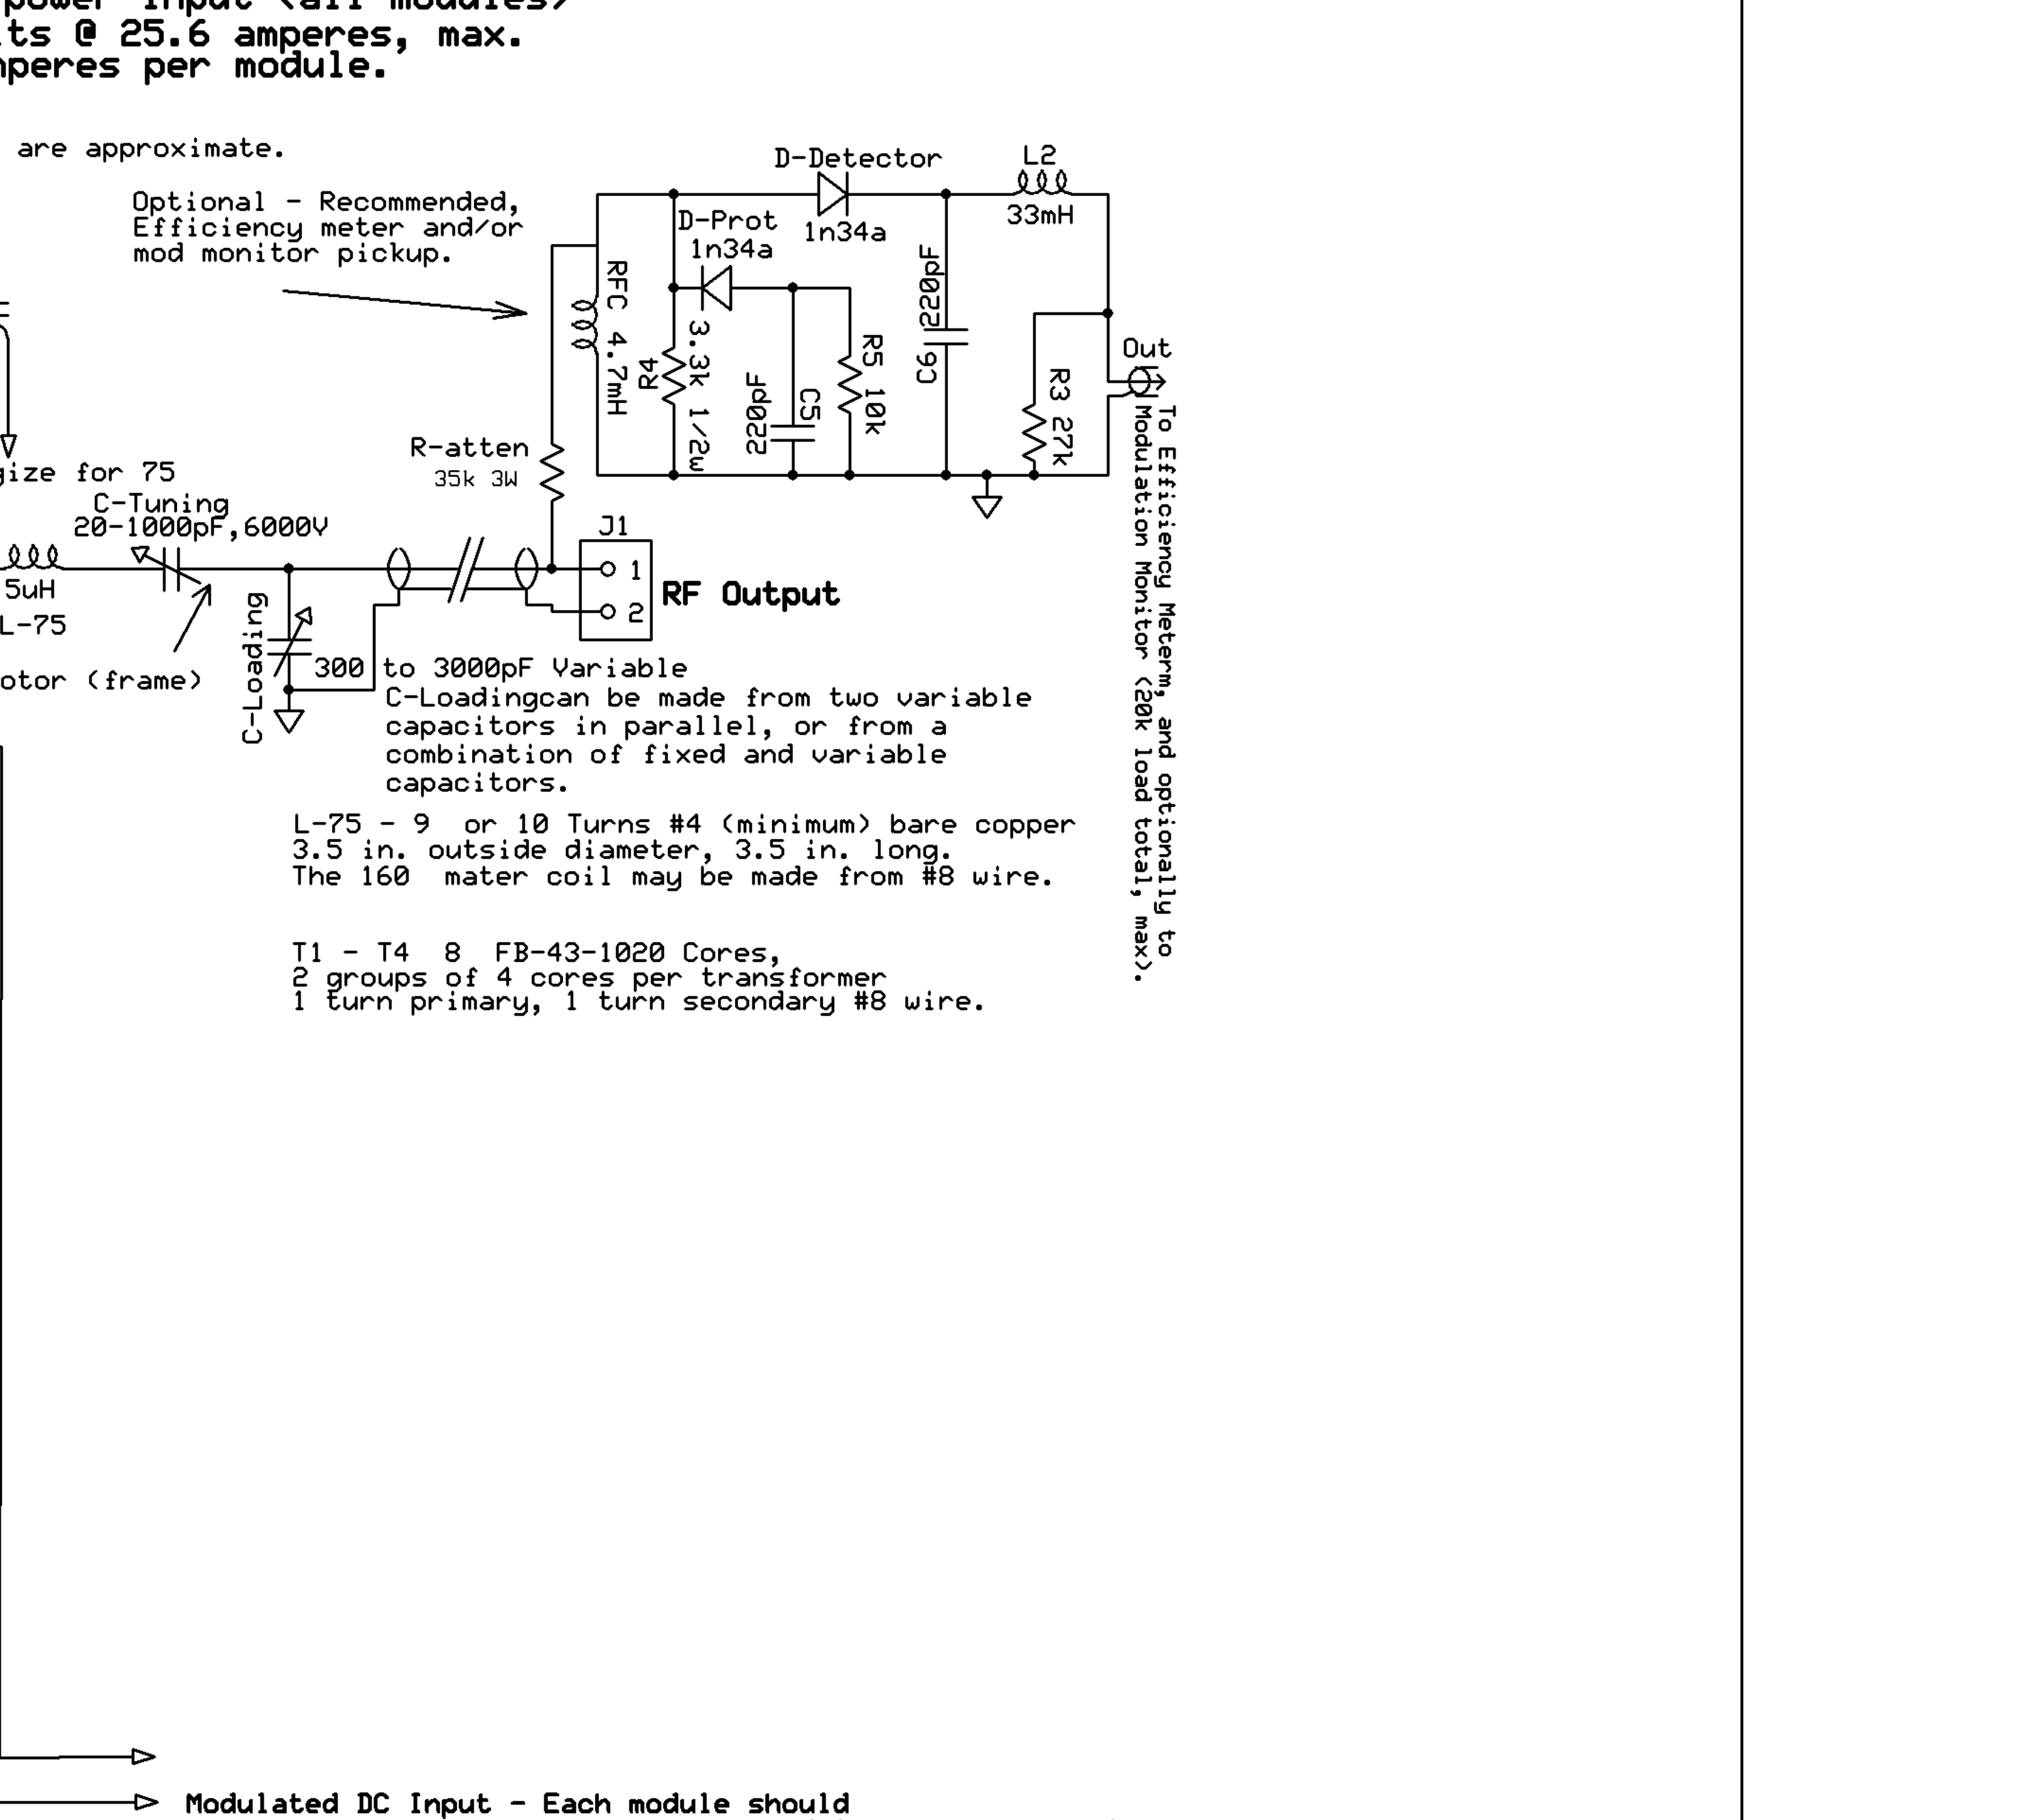 power input (all modules)
ts @ 25.6 amperes, max.
peres per module.
are approximate.
Optional - Recommended,
Efficiency meter and/or
mod monitor pickup.
D-Detector
1n34a
L2
33mH
D-Prot
1n34a
RFC 4.7mH
R4
3.3k 1/2w
220pF
C5
R5 10k
C6
220pF
R3 27k
Out
To Efficiency Meterm, and optionally to
Modulation Monitor (20k load total, max).
R-atten
35k 3W
gize for 75
C-Tuning
20-1000pF,6000V
J1
1
2
RF Output
5uH
L-75
otor (frame)
C-Loading
300 to 3000pF Variable
C-Loadingcan be made from two variable
capacitors in parallel, or from a
combination of fixed and variable
capacitors.
L-75 - 9 or 10 Turns #4 (minimum) bare copper
3.5 in. outside diameter, 3.5 in. long.
The 160 mater coil may be made from #8 wire.
T1 - T4 8 FB-43-1020 Cores,
2 groups of 4 cores per transformer
1 turn primary, 1 turn secondary #8 wire.
Modulated DC Input - Each module should